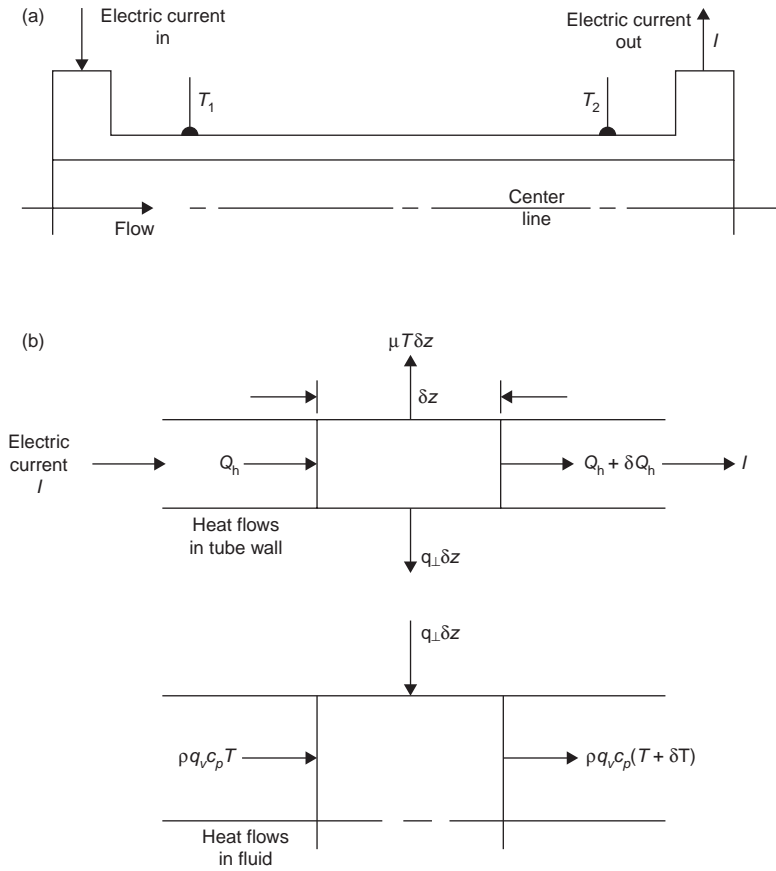 (a)
Electric current
in
Electric current
out
I
T₁
T₂
Center
line
Flow
(b)
μTδz
δz
Electric
current
I
Qₕ
Qₕ + δQₕ
I
Heat flows
in tube wall
q⊥δz
q⊥δz
ρqᵥcₚT
ρqᵥcₚ(T + δT)
Heat flows
in fluid